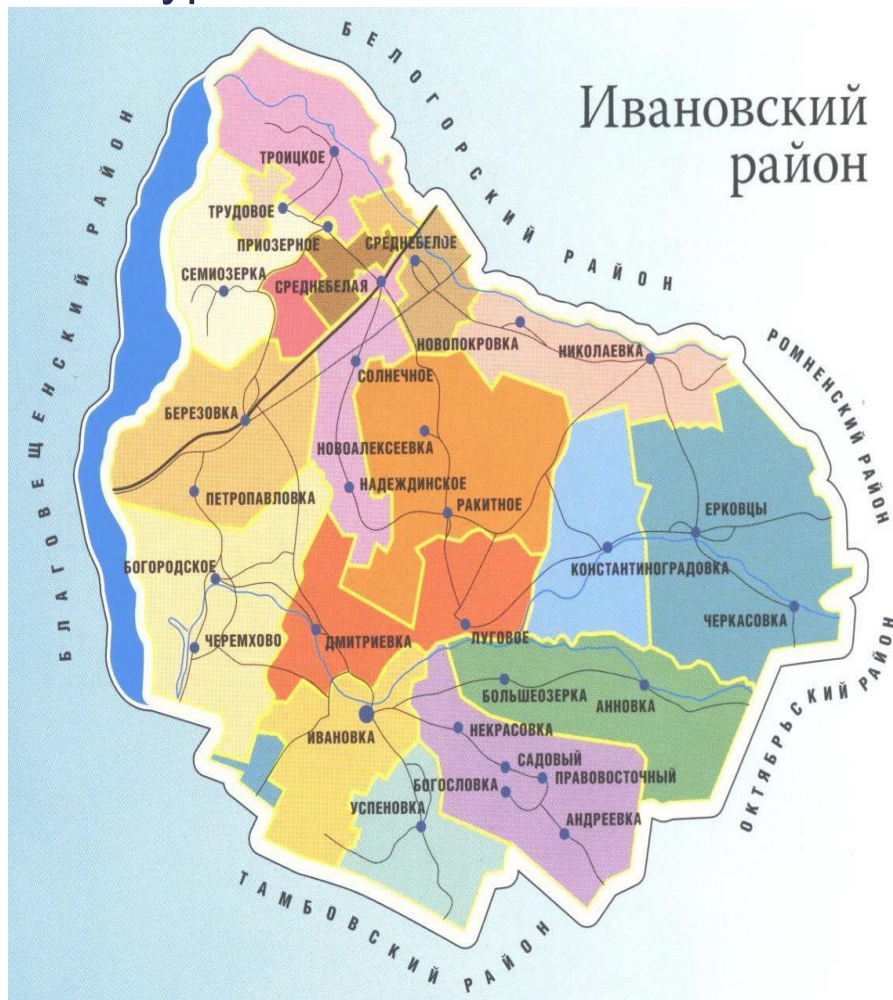 Ивановский
район
БЕЛОГОРСКИЙ РАЙОН
БЛАГОВЕЩЕНСКИЙ РАЙОН
РОМНЕНСКИЙ РАЙОН
ОКТЯБРЬСКИЙ РАЙОН
ТАМБОВСКИЙ РАЙОН
ТРОИЦКОЕ
ТРУДОВОЕ
ПРИОЗЕРНОЕ
СРЕДНЕБЕЛОЕ
СЕМИОЗЕРКА
СРЕДНЕБЕЛАЯ
НОВОПОКРОВКА
НИКОЛАЕВКА
СОЛНЕЧНОЕ
БЕРЕЗОВКА
НОВОАЛЕКСЕЕВКА
НАДЕЖДИНСКОЕ
ПЕТРОПАВЛОВКА
РАКИТНОЕ
ЕРКОВЦЫ
БОГОРОДСКОЕ
КОНСТАНТИНОГРАДОВКА
ЧЕРКАСОВКА
ЧЕРЕМХОВО
ДМИТРИЕВКА
ЛУГОВОЕ
БОЛЬШЕОЗЕРКА
АННОВКА
ИВАНОВКА
НЕКРАСОВКА
САДОВЫЙ
ПРАВОВОСТОЧНЫЙ
БОГОСЛОВКА
УСПЕНОВКА
АНДРЕЕВКА